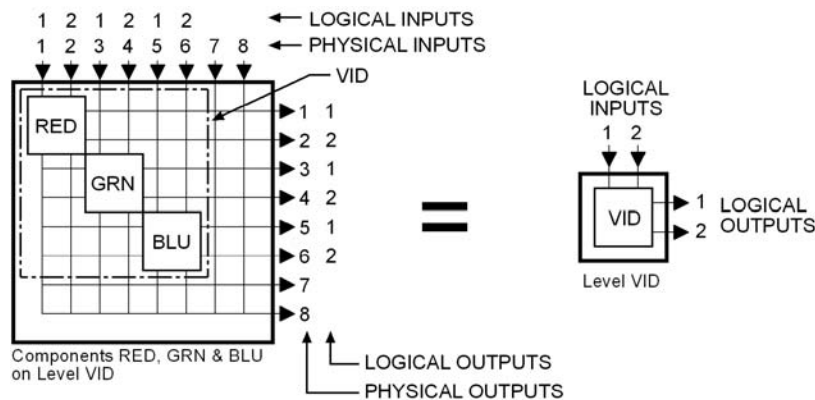 1 2 1 2 1 2 LOGICAL INPUTS
1 2 3 4 5 6 7 8 PHYSICAL INPUTS
VID
RED
GRN
BLU
1 1
2 2
3 1
4 2
5 1
6 2
7
8
Components RED, GRN & BLU
on Level VID
LOGICAL OUTPUTS
PHYSICAL OUTPUTS
=
LOGICAL
INPUTS
1 2
VID
1
2
LOGICAL
OUTPUTS
Level VID